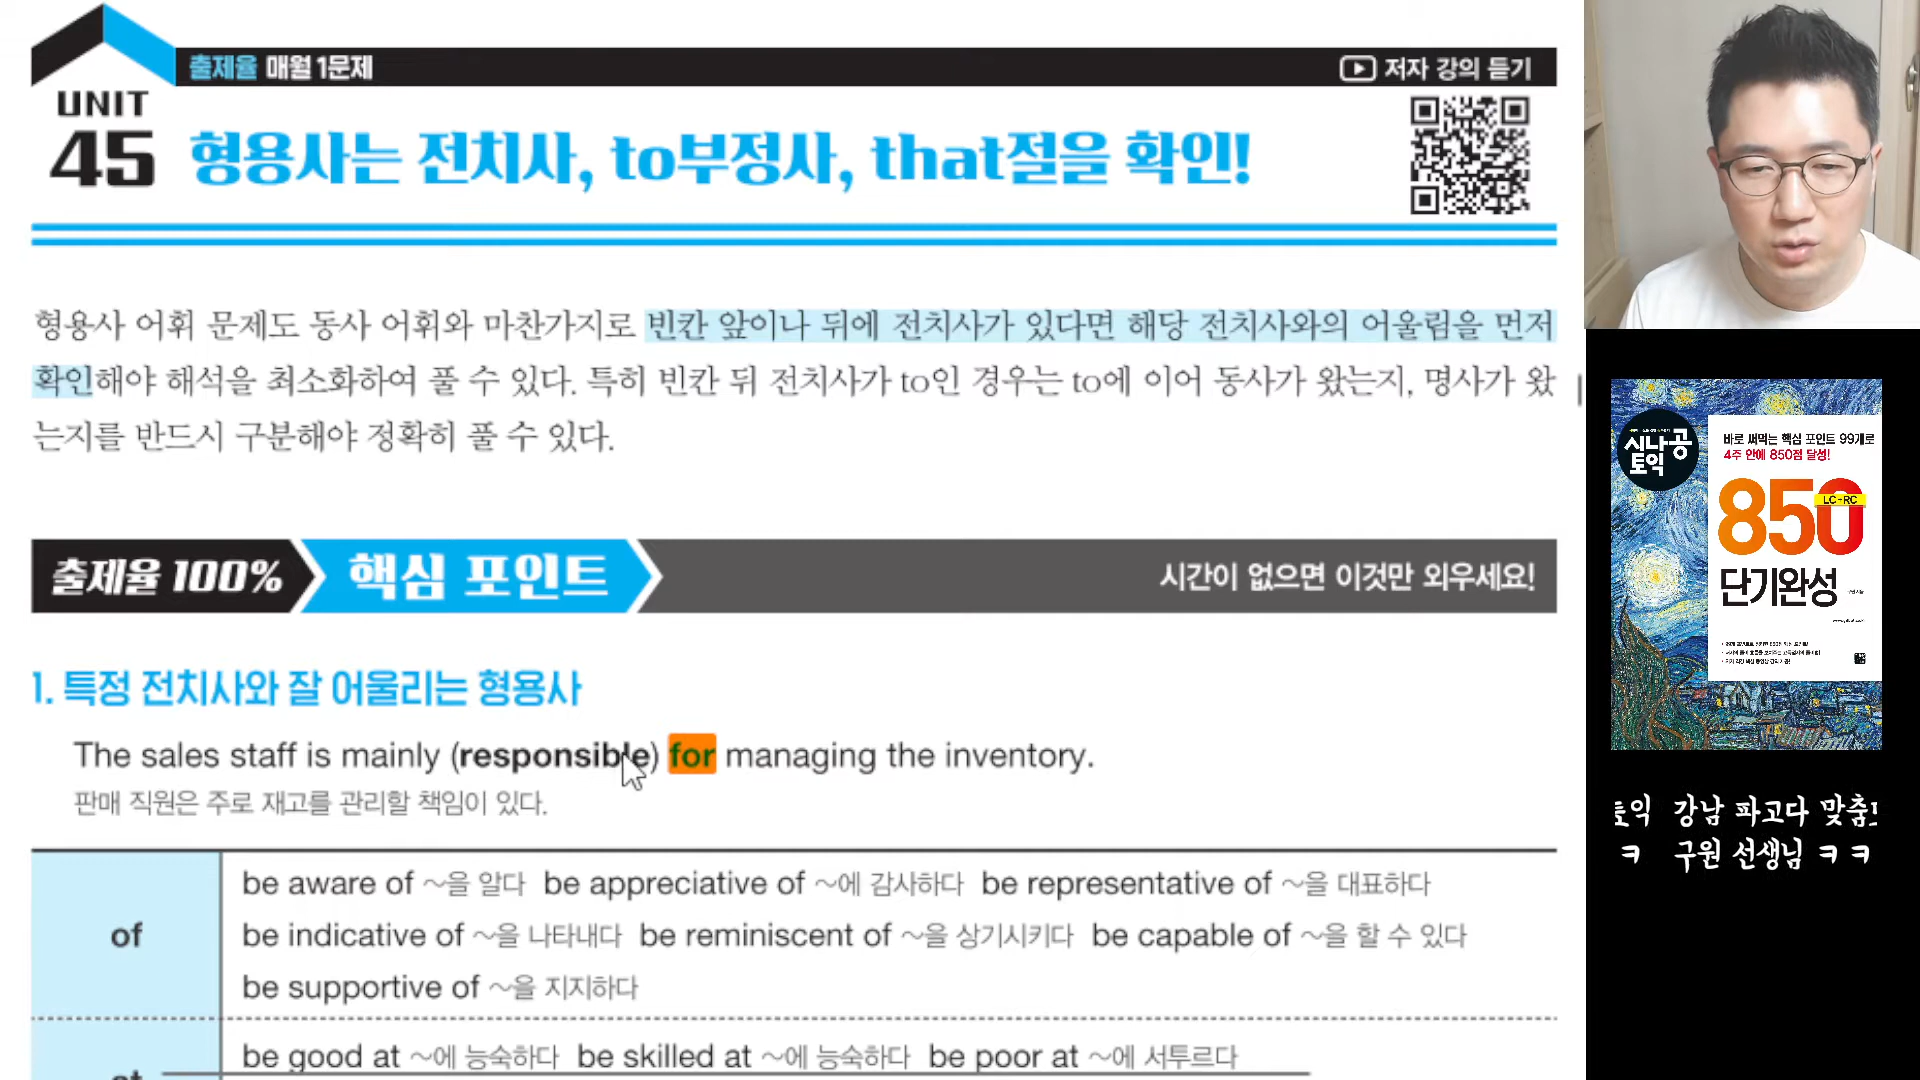 출제율 매월 1문제
저자 강의 듣기
UNIT
45
형용사는 전치사, to부정사, that절을 확인!
형용사 어휘 문제도 동사 어휘와 마찬가지로 빈칸 앞이나 뒤에 전치사가 있다면 해당 전치사와의 어울림을 먼저
확인해야 해석을 최소화하여 풀 수 있다. 특히 빈칸 뒤 전치사가 to인 경우는 to에 이어 동사가 왔는지, 명사가 왔
는지를 반드시 구분해야 정확히 풀 수 있다.
출제율 100% 핵심 포인트
시간이 없으면 이것만 외우세요!
1. 특정 전치사와 잘 어울리는 형용사
The sales staff is mainly (responsible) for managing the inventory.
판매 직원은 주로 재고를 관리할 책임이 있다.
of
be aware of ~을 알다 be appreciative of ~에 감사하다 be representative of ~을 대표하다
be indicative of ~을 나타내다 be reminiscent of ~을 상기시키다 be capable of ~을 할 수 있다
be supportive of ~을 지지하다
at
be good at ~에 능숙하다 be skilled at ~에 능숙하다 be poor at ~에 서투르다
시나공
토익
바로 써먹는 핵심 포인트 99개로
4주 안에 850점 달성!
850
LC+RC
단기완성
토익 강남 파고다 맞춤
ㅋ 구원 선생님 ㅋㅋ